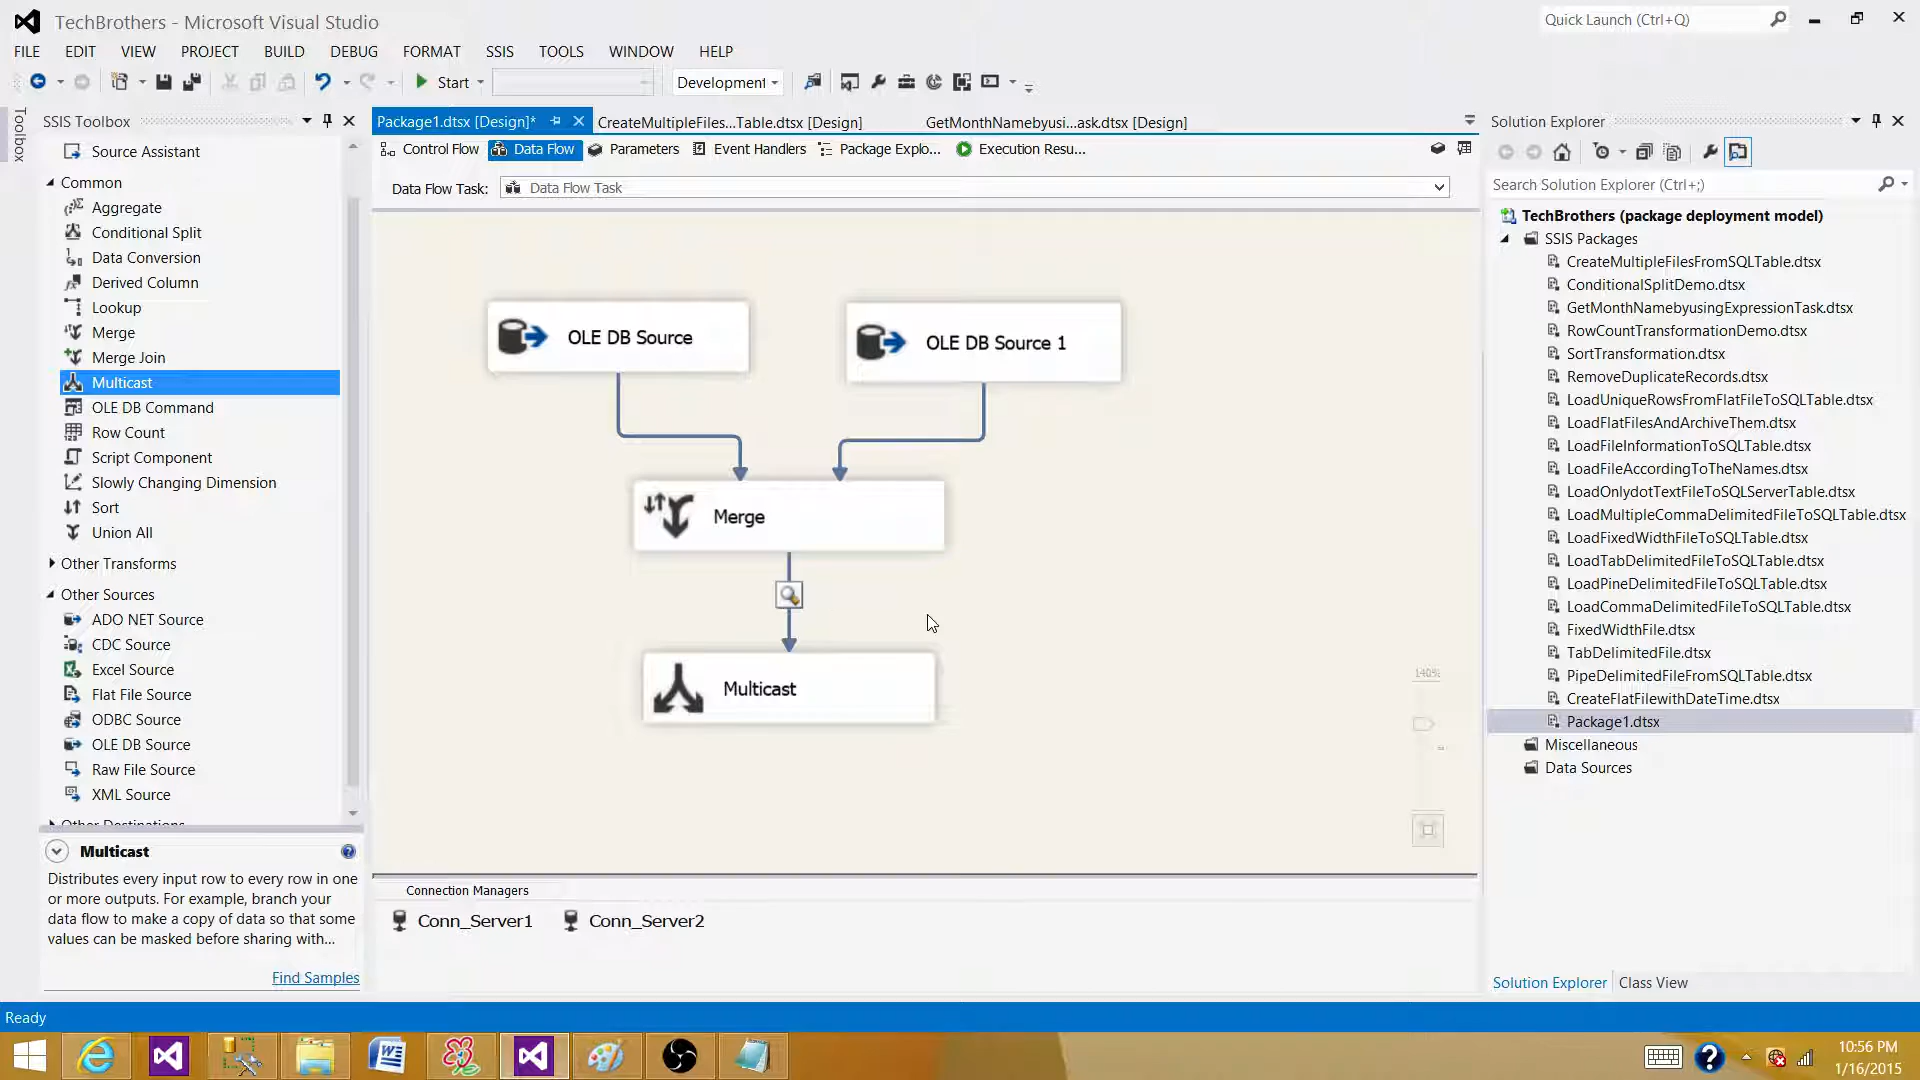 TechBrothers - Microsoft Visual Studio
Quick Launch (Ctrl+Q)
FILE EDIT VIEW PROJECT BUILD DEBUG FORMAT SSIS TOOLS WINDOW HELP
Start Development
Toolbox
SSIS Toolbox
Source Assistant
Common
Aggregate
Conditional Split
Data Conversion
Derived Column
Lookup
Merge
Merge Join
Multicast
OLE DB Command
Row Count
Script Component
Slowly Changing Dimension
Sort
Union All
Other Transforms
Other Sources
ADO NET Source
CDC Source
Excel Source
Flat File Source
ODBC Source
OLE DB Source
Raw File Source
XML Source
Other Destinations
Multicast
Distributes every input row to every row in one
or more outputs. For example, branch your
data flow to make a copy of data so that some
values can be masked before sharing with...
Find Samples
Package1.dtsx [Design]* CreateMultipleFiles...Table.dtsx [Design] GetMonthNamebyusi...ask.dtsx [Design]
Control Flow Data Flow Parameters Event Handlers Package Explo... Execution Resu...
Data Flow Task: Data Flow Task
OLE DB Source
OLE DB Source 1
Merge
Multicast
140%
Connection Managers
Conn_Server1 Conn_Server2
Solution Explorer
Search Solution Explorer (Ctrl+;)
TechBrothers (package deployment model)
SSIS Packages
CreateMultipleFilesFromSQLTable.dtsx
ConditionalSplitDemo.dtsx
GetMonthNamebyusingExpressionTask.dtsx
RowCountTransformationDemo.dtsx
SortTransformation.dtsx
RemoveDuplicateRecords.dtsx
LoadUniqueRowsFromFlatFileToSQLTable.dtsx
LoadFlatFilesAndArchiveThem.dtsx
LoadFileInformationToSQLTable.dtsx
LoadFileAccordingToTheNames.dtsx
LoadOnlydotTextFileToSQLServerTable.dtsx
LoadMultipleCommaDelimitedFileToSQLTable.dtsx
LoadFixedWidthFileToSQLTable.dtsx
LoadTabDelimitedFileToSQLTable.dtsx
LoadPineDelimitedFileToSQLTable.dtsx
LoadCommaDelimitedFileToSQLTable.dtsx
FixedWidthFile.dtsx
TabDelimitedFile.dtsx
PipeDelimitedFileFromSQLTable.dtsx
CreateFlatFilewithDateTime.dtsx
Package1.dtsx
Miscellaneous
Data Sources
Solution Explorer Class View
Ready
10:56 PM
1/16/2015